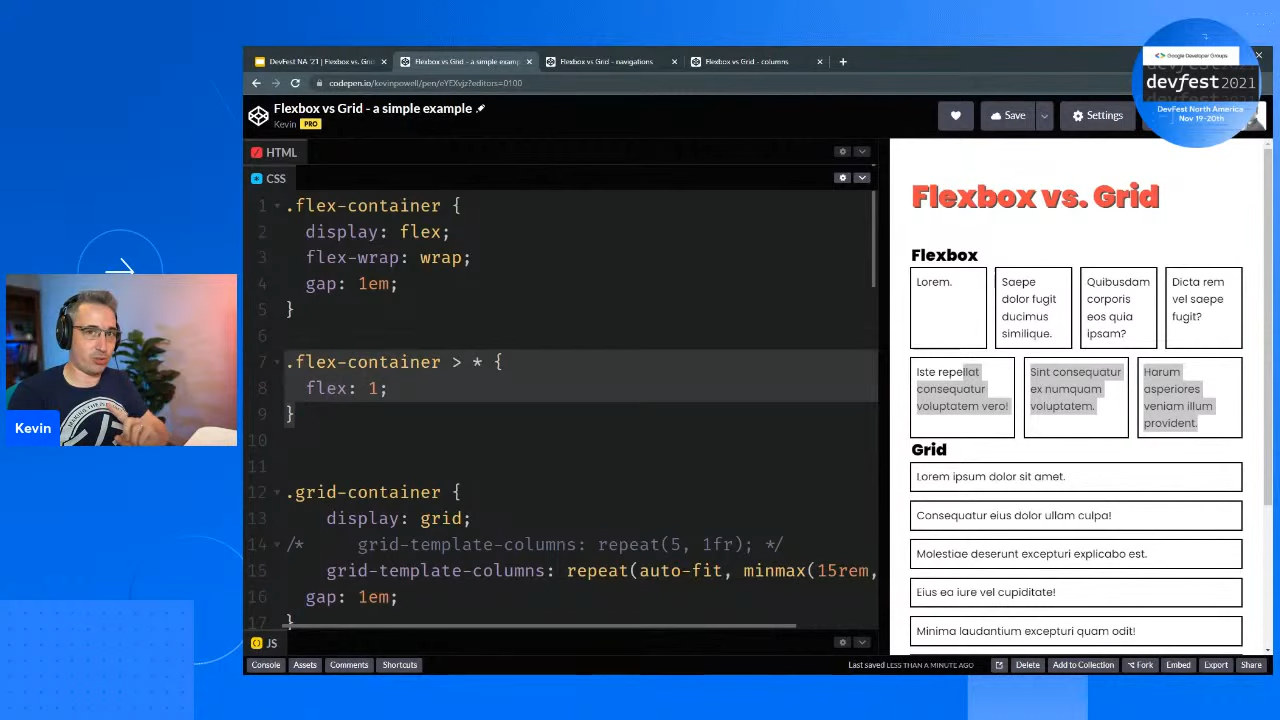 DevFest NA '21 | Flexbox vs. Gri
Flexbox vs Grid - a simple exam
Flexbox vs Grid - navigations
Flexbox vs Grid - columns
codepen.io/kevinpowell/pen/eYEXvjz?editors=0100
Google Developer Groups
devfest 2021
DevFest North America
Nov 19-20th
Flexbox vs Grid - a simple example
Kevin PRO
Save
Settings
HTML
CSS
1 .flex-container {
2 display: flex;
3 flex-wrap: wrap;
4 gap: 1em;
5 }
6
7 .flex-container > * {
8 flex: 1;
9 }
10
11
12 .grid-container {
13 display: grid;
14 /* grid-template-columns: repeat(5, 1fr); */
15 grid-template-columns: repeat(auto-fit, minmax(15rem,
16 gap: 1em;
17 }
JS
Flexbox vs. Grid
Flexbox
Lorem.
Saepe
dolor fugit
ducimus
similique.
Quibusdam
corporis
eos quia
ipsam?
Dicta rem
vel saepe
fugit?
Iste repellat
consequatur
voluptatem vero!
Sint consequatur
ex numquam
voluptatem.
Harum
asperiores
veniam illum
provident.
Grid
Lorem ipsum dolor sit amet.
Consequatur eius dolor ullam culpa!
Molestiae deserunt excepturi explicabo est.
Eius ea iure vel cupiditate!
Minima laudantium excepturi quam odit!
Kevin
Console
Assets
Comments
Shortcuts
Last saved LESS THAN A MINUTE AGO
Delete
Add to Collection
Fork
Embed
Export
Share